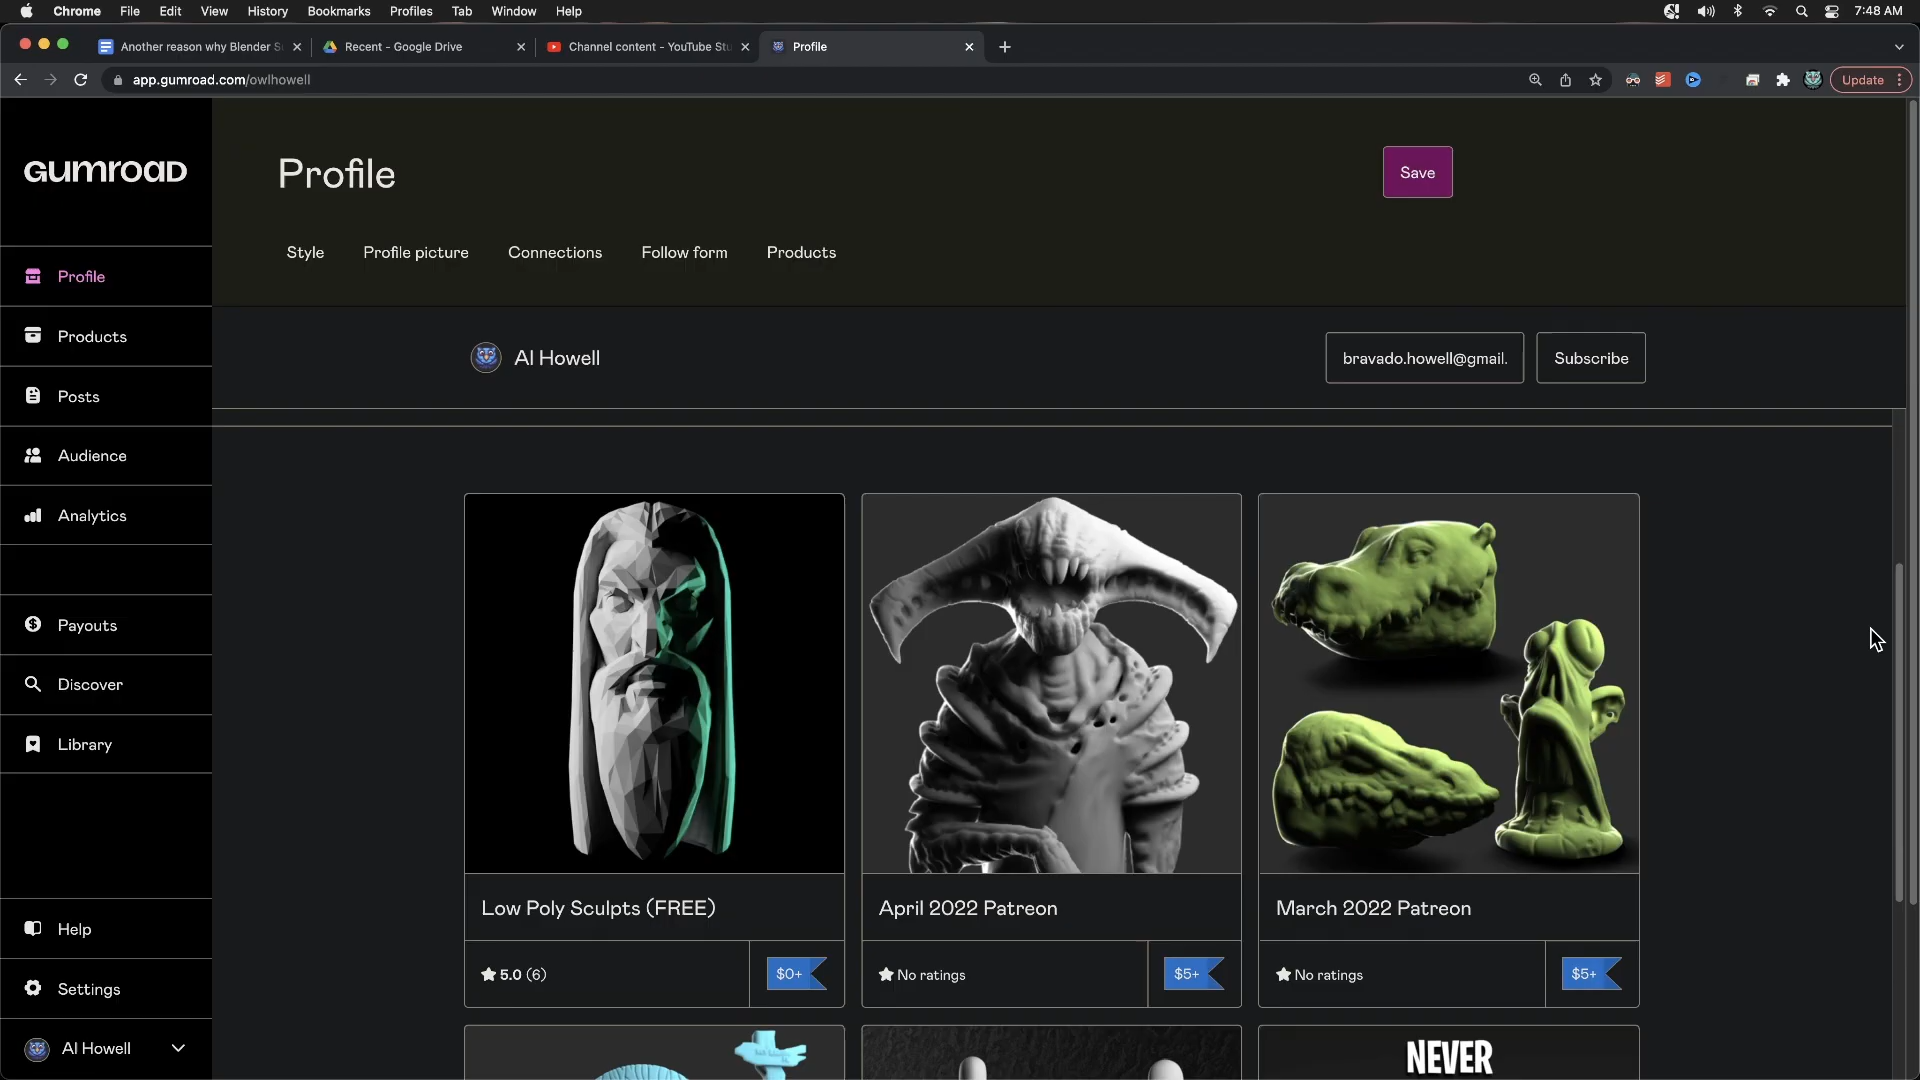 Chrome File Edit View History Bookmarks Profiles Tab Window Help 7:48 AM
Another reason why Blender S
Recent - Google Drive
Channel content - YouTube Stu
Profile
app.gumroad.com/owlhowell
Update
GUMROAD
Profile
Save
Style Profile picture Connections Follow form Products
Profile
Products
Posts
Audience
Analytics
Payouts
Discover
Library
Help
Settings
Al Howell
Al Howell
bravado.howell@gmail.
Subscribe
Low Poly Sculpts (FREE)
5.0 (6)
$0+
April 2022 Patreon
No ratings
$5+
March 2022 Patreon
No ratings
$5+
NEVER